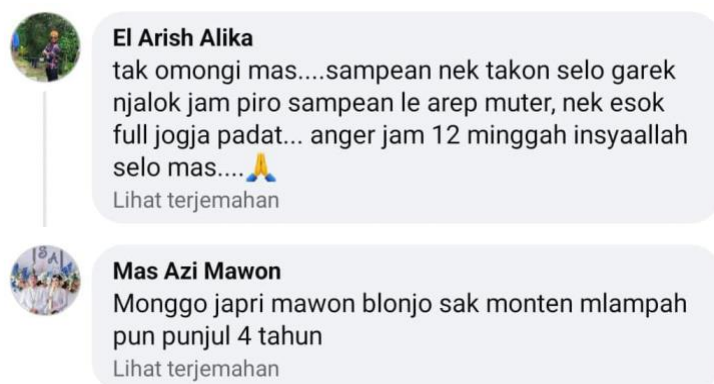 El Arish Alika
tak omongi mas....sampean nek takon selo garek
njalok jam piro sampean le arep muter, nek esok
full jogja padat... anger jam 12 minggah insyaallah
selo mas....🙏
Lihat terjemahan
Mas Azi Mawon
Monggo japri mawon blonjo sak monten mlampah
pun punjul 4 tahun
Lihat terjemahan